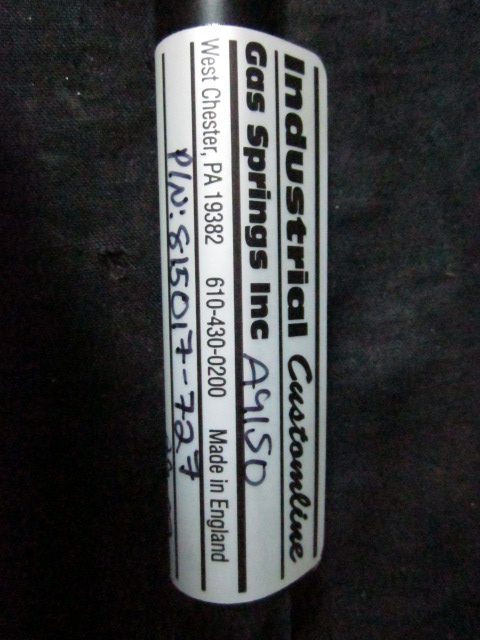 Industrial Customline
Gas Springs Inc A9150
West Chester, PA 19382 610-430-0200 Made in England
P/N: 815017-727